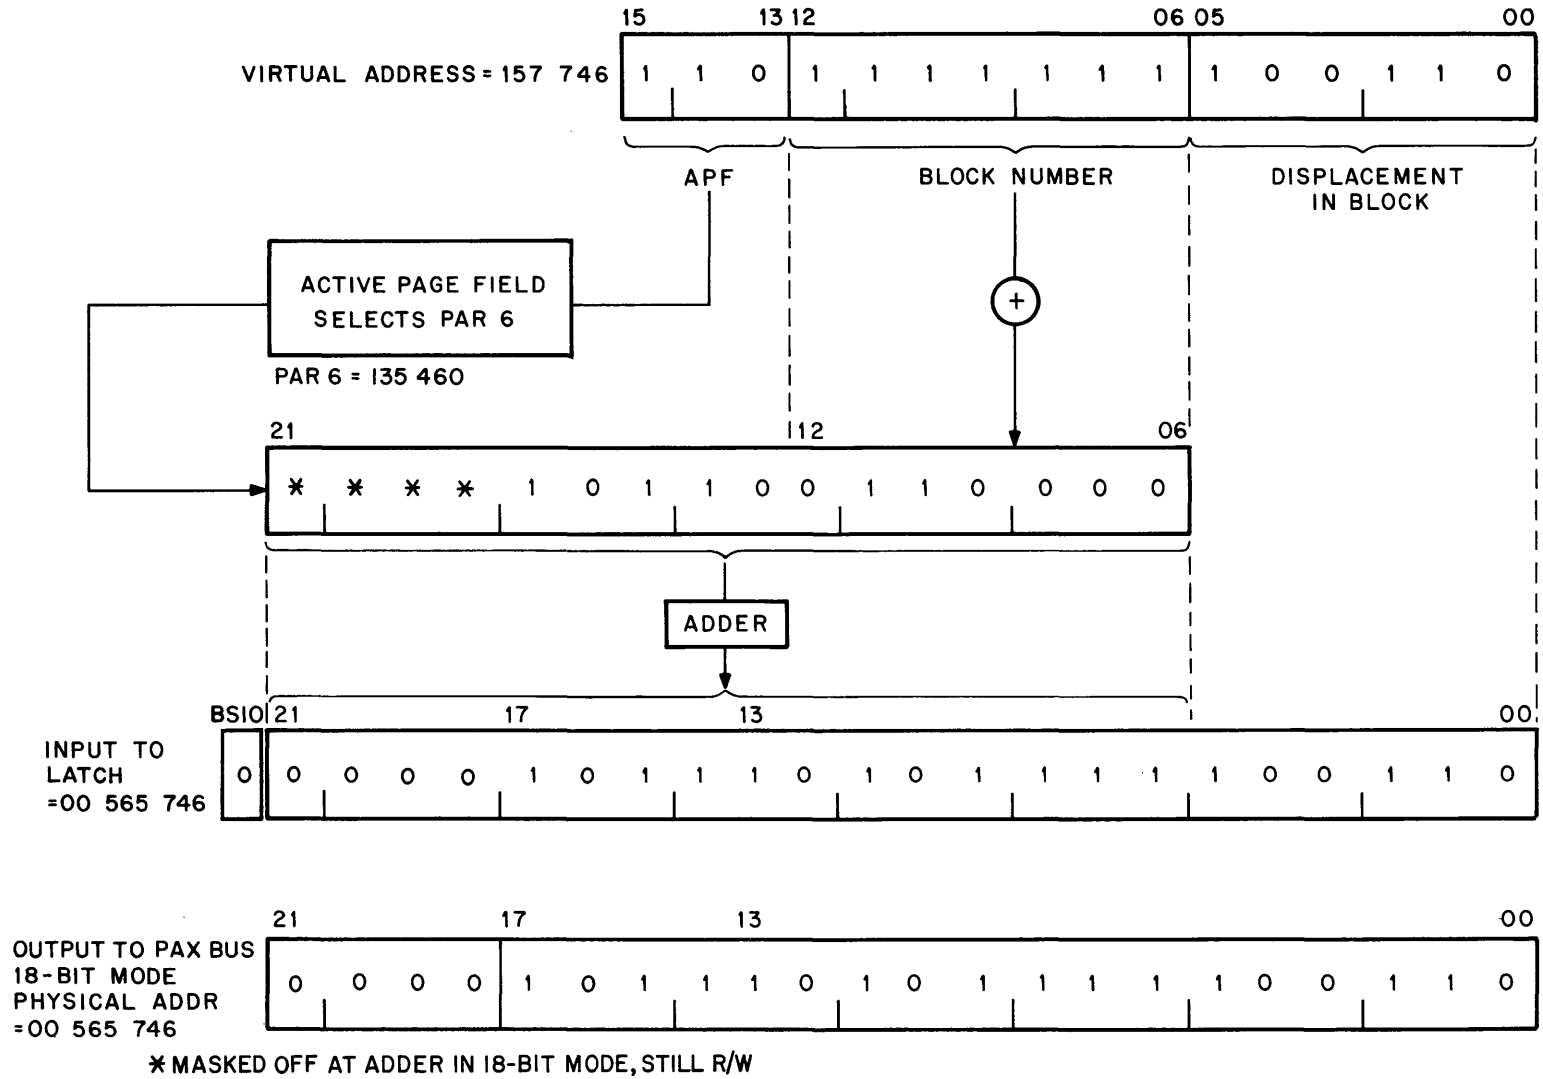 15 13 12 06 05 00
VIRTUAL ADDRESS = 157 746 1 1 0 1 1 1 1 1 1 1 1 0 0 1 1 0
APF
BLOCK NUMBER
DISPLACEMENT
IN BLOCK
ACTIVE PAGE FIELD
SELECTS PAR 6
+
PAR 6 = 135 460
21 12 06
* * * * 1 0 1 1 0 0 1 1 0 0 0 0
ADDER
BS10 21 17 13 00
INPUT TO
LATCH
=00 565 746
0 0 0 0 0 1 0 1 1 1 0 1 0 1 1 1 1 1 0 0 1 1 0
21 17 13 00
OUTPUT TO PAX BUS
18-BIT MODE
PHYSICAL ADDR
=00 565 746
0 0 0 0 1 0 1 1 1 0 1 0 1 1 1 1 1 0 0 1 1 0
*MASKED OFF AT ADDER IN 18-BIT MODE, STILL R/W